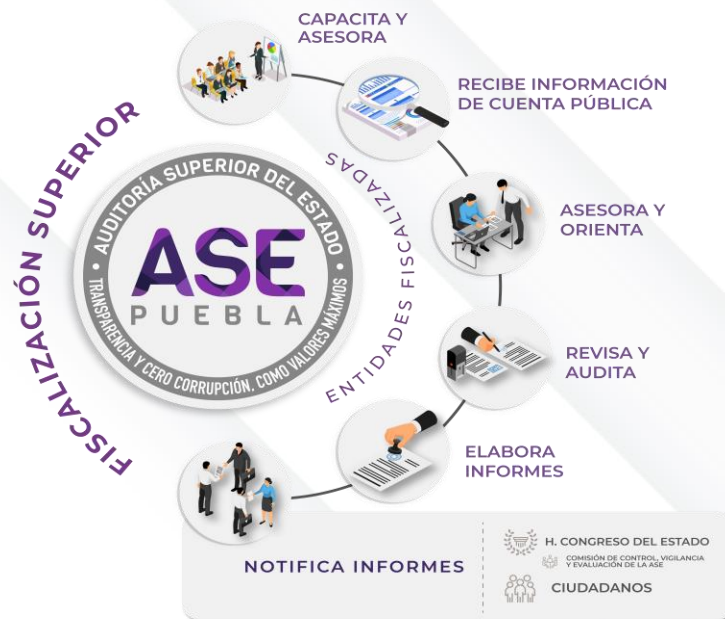 CAPACITA Y
ASESORA
RECIBE INFORMACIÓN
DE CUENTA PÚBLICA
FISCALIZACIÓN SUPERIOR
AUDITORÍA SUPERIOR DEL ESTADO
ASE
PUEBLA
TRANSPARENCIA Y CERO CORRUPCIÓN, COMO VALORES MÁXIMOS
ENTIDADES FISCALIZADAS
ASESORA Y
ORIENTA
REVISA Y
AUDITA
ELABORA
INFORMES
NOTIFICA INFORMES
H. CONGRESO DEL ESTADO
COMISIÓN DE CONTROL, VIGILANCIA
Y EVALUACIÓN DE LA ASE
CIUDADANOS